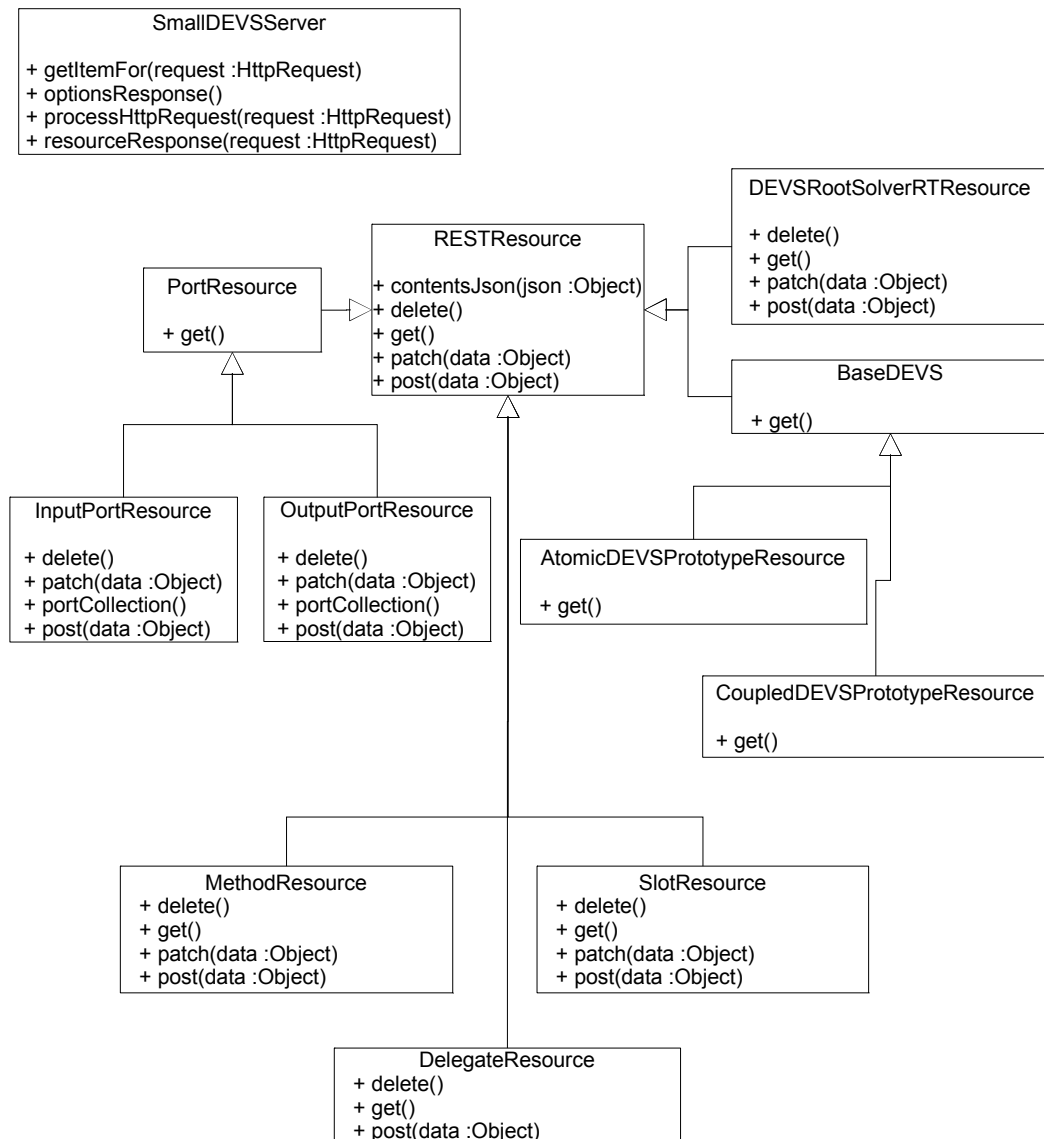 SmallDEVSServer
+ getItemFor(request :HttpRequest)
+ optionsResponse()
+ processHttpRequest(request :HttpRequest)
+ resourceResponse(request :HttpRequest)
DEVSRootSolverRTResource
+ delete()
+ get()
+ patch(data :Object)
+ post(data :Object)
RESTResource
+ contentsJson(json :Object)
+ delete()
+ get()
+ patch(data :Object)
+ post(data :Object)
PortResource
+ get()
BaseDEVS
+ get()
InputPortResource
+ delete()
+ patch(data :Object)
+ portCollection()
+ post(data :Object)
OutputPortResource
+ delete()
+ patch(data :Object)
+ portCollection()
+ post(data :Object)
AtomicDEVSPrototypeResource
+ get()
CoupledDEVSPrototypeResource
+ get()
MethodResource
+ delete()
+ get()
+ patch(data :Object)
+ post(data :Object)
SlotResource
+ delete()
+ get()
+ patch(data :Object)
+ post(data :Object)
DelegateResource
+ delete()
+ get()
+ post(data :Object)